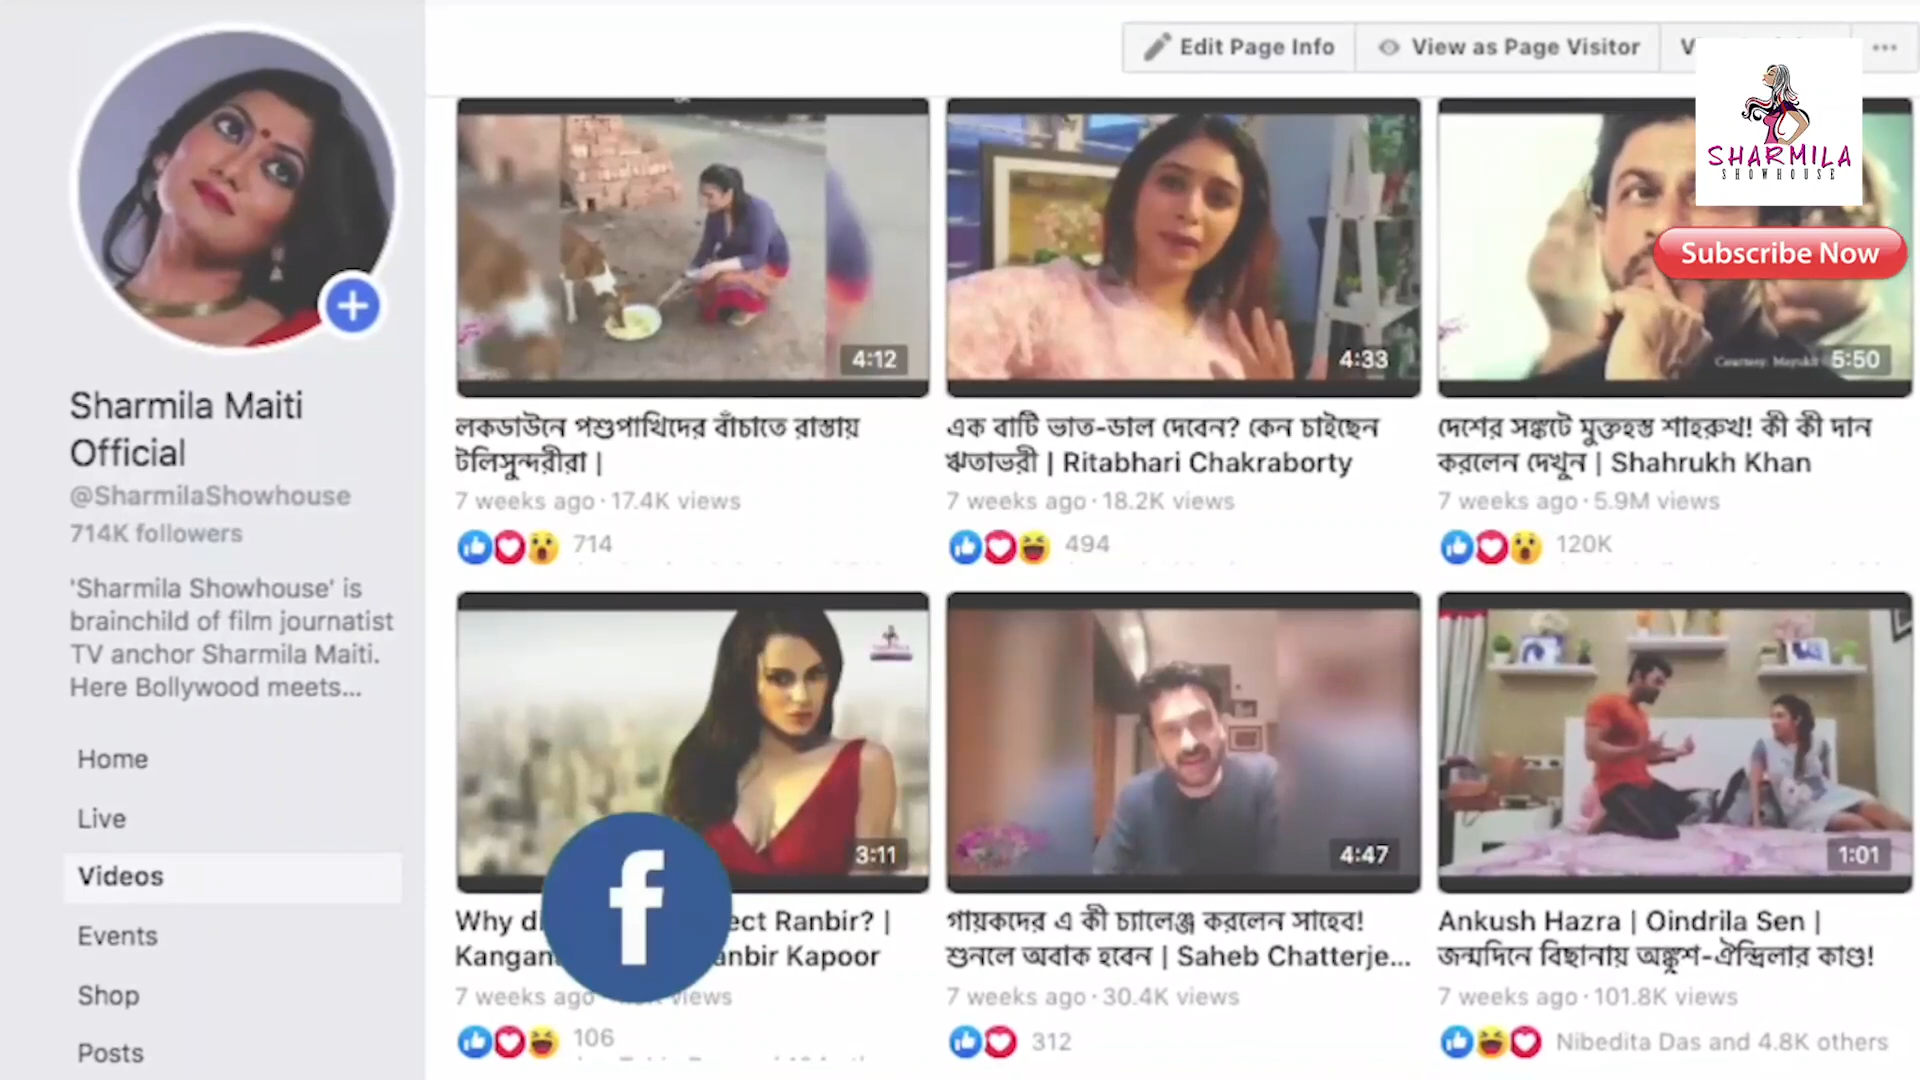 Edit Page Info
View as Page Visitor
SHARMILA
SHOWHOUSE
Subscribe Now
Sharmila Maiti
Official
@SharmilaShowhouse
714K followers
'Sharmila Showhouse' is
brainchild of film journatist
TV anchor Sharmila Maiti.
Here Bollywood meets...
Home
Live
Videos
Events
Shop
Posts
4:12
লকডাউনে পশুপাখিদের বাঁচাতে রাস্তায়
টলিসুন্দরীরা |
7 weeks ago · 17.4K views
714
4:33
এক বাটি ভাত-ডাল দেবেন? কেন চাইছেন
ঋতাভরী | Ritabhari Chakraborty
7 weeks ago · 18.2K views
494
Courtesy:
5:50
দেশের সঙ্কটে মুক্তহস্ত শাহরুখ! কী কী দান
করলেন দেখুন | Shahrukh Khan
7 weeks ago · 5.9M views
120K
3:11
f
Why ect Ranbir? |
Kangan anbir Kapoor
7 weeks ago views
106
4:47
গায়কদের এ কী চ্যালেঞ্জ করলেন সাহেব!
শুনলে অবাক হবেন | Saheb Chatterje...
7 weeks ago · 30.4K views
312
1:01
Ankush Hazra | Oindrila Sen |
জন্মদিনে বিছানায় অঙ্কুশ-ঐন্দ্রিলার কাণ্ড!
7 weeks ago · 101.8K views
Nibedita Das and 4.8K others